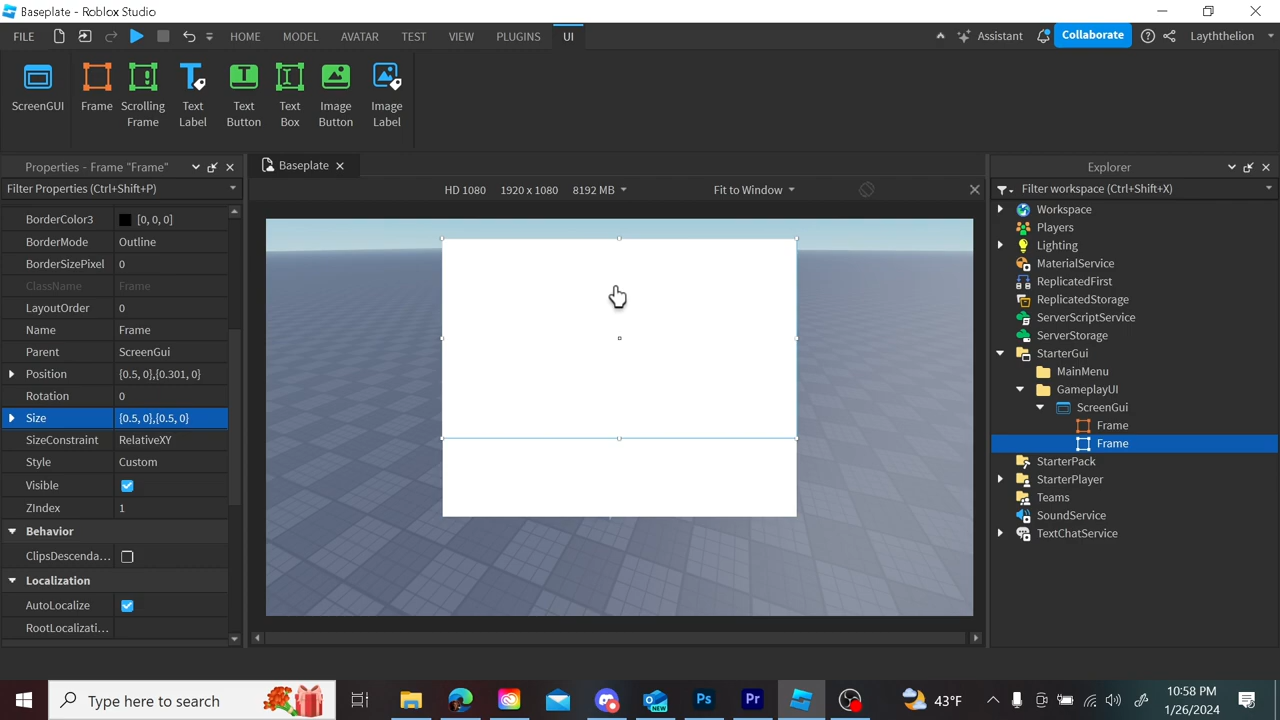 Baseplate - Roblox Studio
FILE HOME MODEL AVATAR TEST VIEW PLUGINS UI Assistant Collaborate Layththelion
ScreenGUI Frame Scrolling Frame Text Label Text Button Text Box Image Button Image Label
Properties - Frame "Frame"
Filter Properties (Ctrl+Shift+P)
BorderColor3 [0, 0, 0]
BorderMode Outline
BorderSizePixel 0
ClassName Frame
LayoutOrder 0
Name Frame
Parent ScreenGui
Position {0.5, 0},{0.301, 0}
Rotation 0
Size {0.5, 0},{0.5, 0}
SizeConstraint RelativeXY
Style Custom
Visible
ZIndex 1
Behavior
ClipsDescenda...
Localization
AutoLocalize
RootLocalizati...
Baseplate
HD 1080 1920 x 1080 8192 MB Fit to Window
Explorer
Filter workspace (Ctrl+Shift+X)
Workspace
Players
Lighting
MaterialService
ReplicatedFirst
ReplicatedStorage
ServerScriptService
ServerStorage
StarterGui
MainMenu
GameplayUI
ScreenGui
Frame
Frame
StarterPack
StarterPlayer
Teams
SoundService
TextChatService
Type here to search
43°F
10:58 PM
1/26/2024